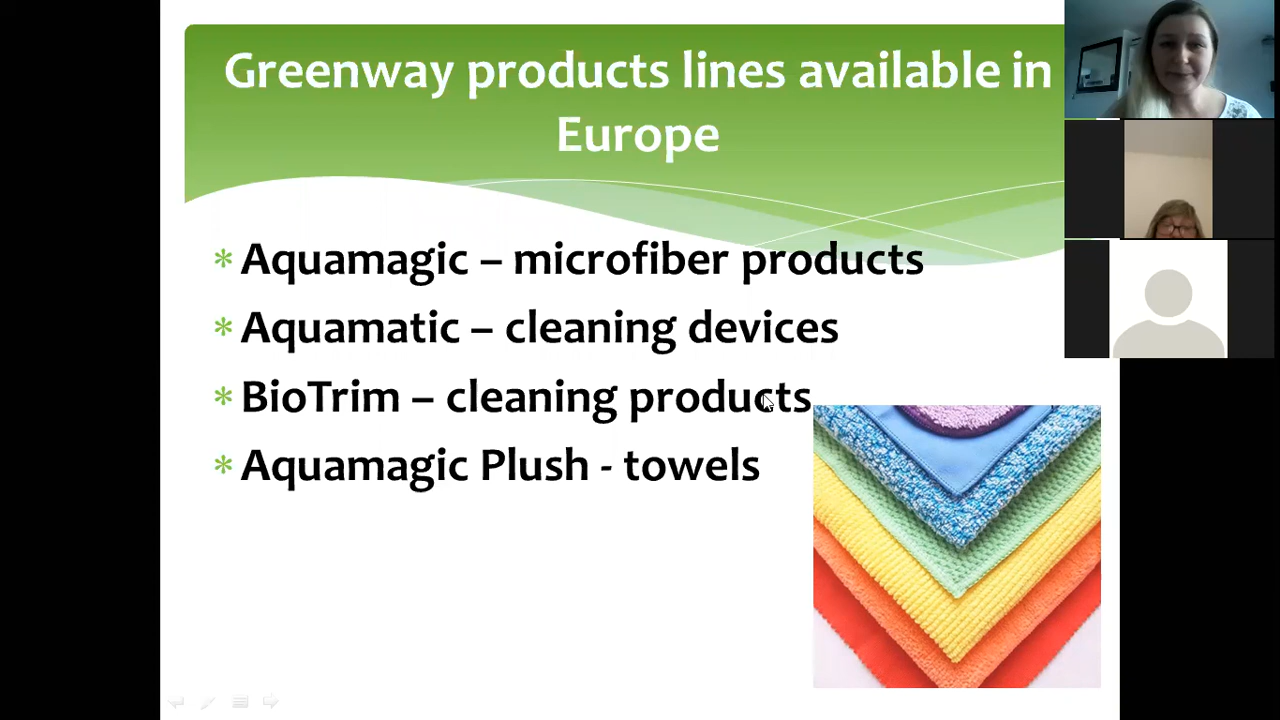 Greenway products lines available in
Europe
* Aquamagic – microfiber products
* Aquamatic – cleaning devices
* BioTrim – cleaning products
* Aquamagic Plush - towels